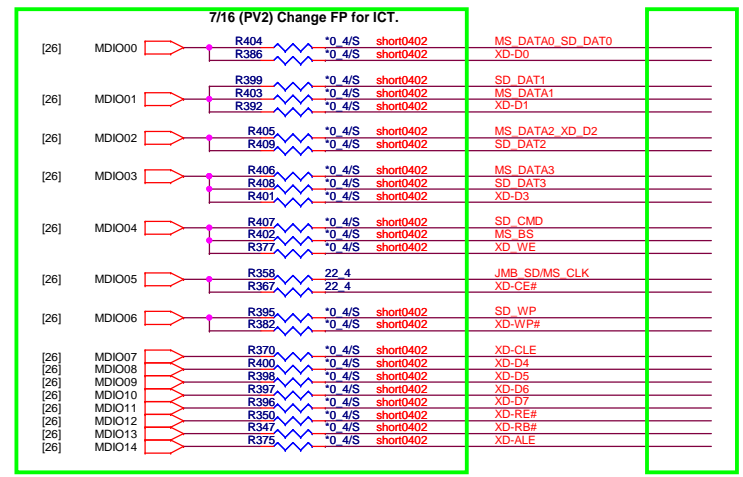 7/16 (PV2) Change FP for ICT.
[26] MDIO00 R404 *0_4/S short0402 MS_DATA0_SD_DAT0
R386 *0_4/S short0402 XD-D0
R399 *0_4/S short0402 SD_DAT1
[26] MDIO01 R403 *0_4/S short0402 MS_DATA1
R392 *0_4/S short0402 XD-D1
[26] MDIO02 R405 *0_4/S short0402 MS_DATA2_XD_D2
R409 *0_4/S short0402 SD_DAT2
[26] MDIO03 R406 *0_4/S short0402 MS_DATA3
R408 *0_4/S short0402 SD_DAT3
R401 *0_4/S short0402 XD-D3
[26] MDIO04 R407 *0_4/S short0402 SD_CMD
R402 *0_4/S short0402 MS_BS
R377 *0_4/S short0402 XD_WE
[26] MDIO05 R358 22_4 JMB_SD/MS_CLK
R367 22_4 XD-CE#
[26] MDIO06 R395 *0_4/S short0402 SD_WP
R382 *0_4/S short0402 XD-WP#
[26] MDIO07 R370 *0_4/S short0402 XD-CLE
[26] MDIO08 R400 *0_4/S short0402 XD-D4
[26] MDIO09 R398 *0_4/S short0402 XD-D5
[26] MDIO10 R397 *0_4/S short0402 XD-D6
[26] MDIO11 R396 *0_4/S short0402 XD-D7
[26] MDIO12 R350 *0_4/S short0402 XD-RE#
[26] MDIO13 R347 *0_4/S short0402 XD-RB#
[26] MDIO14 R375 *0_4/S short0402 XD-ALE